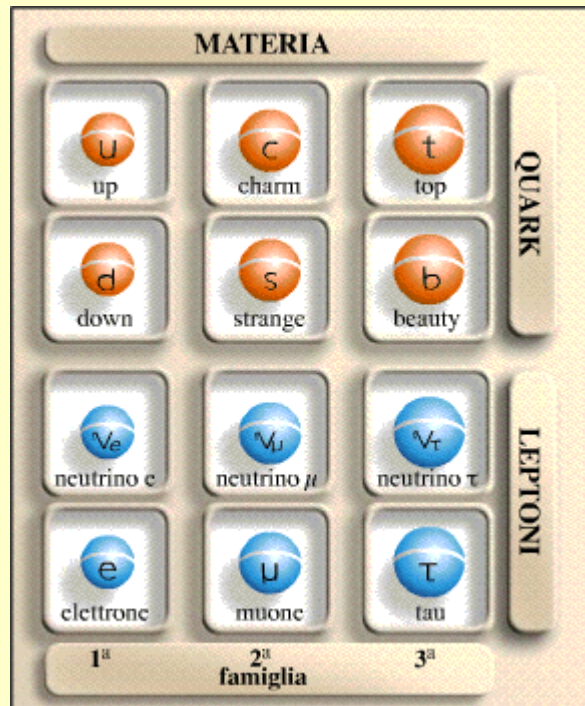 MATERIA
u c t
up charm top
QUARK
d s b
down strange beauty
νe νμ ντ
neutrino e neutrino μ neutrino τ
LEPTONI
e μ τ
elettrone muone tau
1ª 2ª 3ª
famiglia